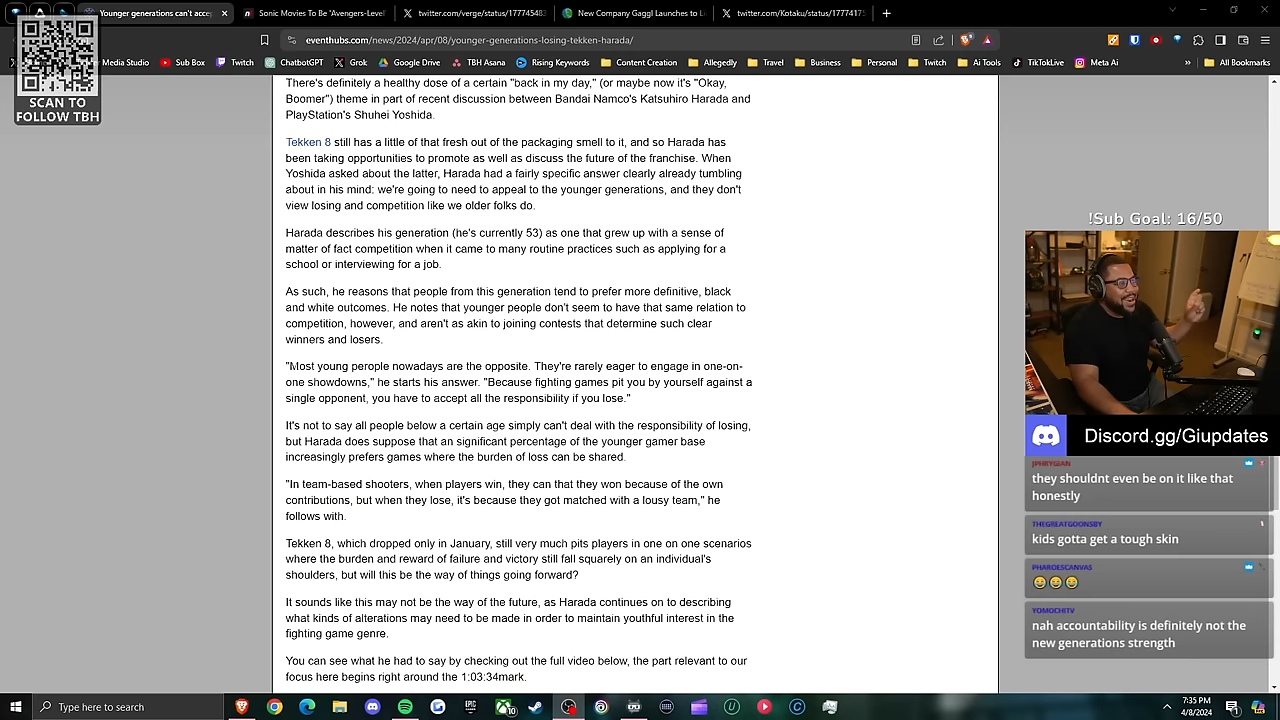 Younger generations can't acce
Sonic Movies To Be 'Avengers-Level
twitter.com/verge/status/177745483
New Company Gaggl Launches to Li
twitter.com/Kotaku/status/17774175
eventhubs.com/news/2024/apr/08/younger-generations-losing-tekken-harada/
Media Studio
Sub Box
Twitch
ChatGPT
Grok
Google Drive
TBH Asana
Rising Keywords
Content Creation
Allegedly
Travel
Business
Personal
Twitch
Ai Tools
TikTokLive
Meta Ai
»
All Bookmarks
SCAN TO
FOLLOW TBH
There's definitely a healthy dose of a certain "back in my day," (or maybe now it's "Okay,
Boomer") theme in part of recent discussion between Bandai Namco's Katsuhiro Harada and
PlayStation's Shuhei Yoshida.
Tekken 8 still has a little of that fresh out of the packaging smell to it, and so Harada has
been taking opportunities to promote as well as discuss the future of the franchise. When
Yoshida asked about the latter, Harada had a fairly specific answer clearly already tumbling
about in his mind: we're going to need to appeal to the younger generations, and they don't
view losing and competition like we older folks do.
Harada describes his generation (he's currently 53) as one that grew up with a sense of
matter of fact competition when it came to many routine practices such as applying for a
school or interviewing for a job.
As such, he reasons that people from this generation tend to prefer more definitive, black
and white outcomes. He notes that younger people don't seem to have that same relation to
competition, however, and aren't as akin to joining contests that determine such clear
winners and losers.
"Most young perople nowadays are the opposite. They're rarely eager to engage in one-on-
one showdowns," he starts his answer. "Because fighting games pit you by yourself against a
single opponent, you have to accept all the responsibility if you lose."
It's not to say all people below a certain age simply can't deal with the responsibility of losing,
but Harada does suppose that an significant percentage of the younger gamer base
increasingly prefers games where the burden of loss can be shared.
"In team-based shooters, when players win, they can that they won because of the own
contributions, but when they lose, it's because they got matched with a lousy team," he
follows with.
Tekken 8, which dropped only in January, still very much pits players in one on one scenarios
where the burden and reward of failure and victory still fall squarely on an individual's
shoulders, but will this be the way of things going forward?
It sounds like this may not be the way of the future, as Harada continues on to describing
what kinds of alterations may need to be made in order to maintain youthful interest in the
fighting game genre.
You can see what he had to say by checking out the full video below, the part relevant to our
focus here begins right around the 1:03:34mark.
!Sub Goal: 16/50
Discord.gg/Giupdates
JPHRYGIAN
they shouldnt even be on it like that
honestly
THEGREATGOONSBY
kids gotta get a tough skin
PHAROESCANVAS
YOMOCHITV
nah accountability is definitely not the
new generations strength
Type here to search
7:35 PM
4/8/2024